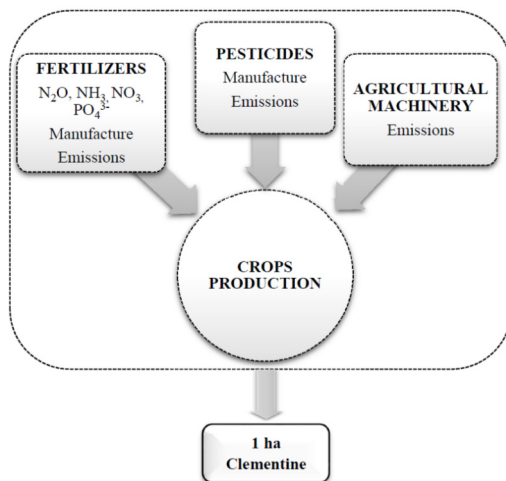 FERTILIZERS
N₂O, NH₃, NO₃,
PO₄³⁻
Manufacture
Emissions
PESTICIDES
Manufacture
Emissions
AGRICULTURAL
MACHINERY
Emissions
CROPS
PRODUCTION
1 ha
Clementine